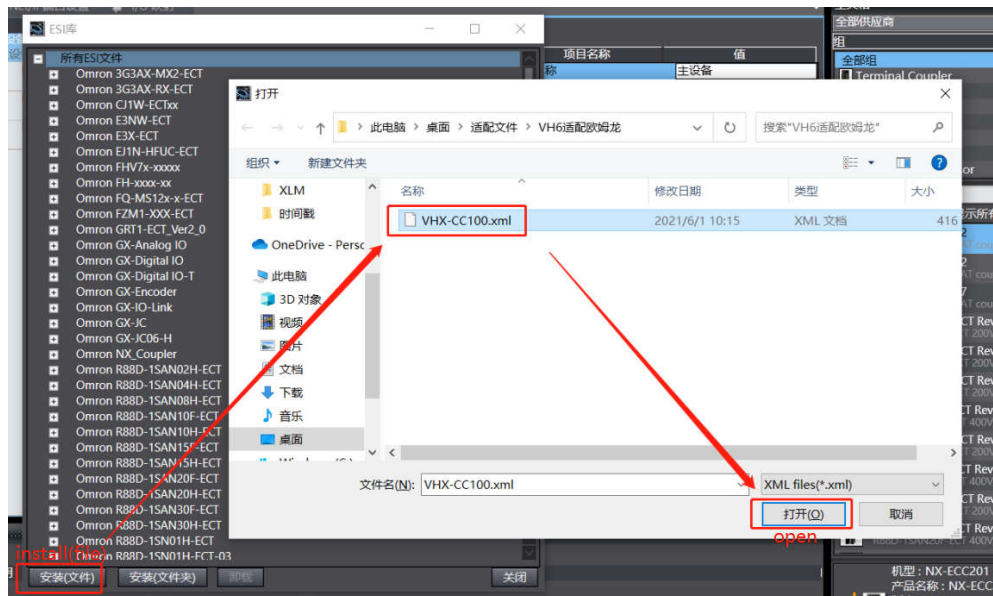 ESI库
所有ESI文件
Omron 3G3AX-MX2-ECT
Omron 3G3AX-RX-ECT
Omron CJ1W-ECTxx
Omron E3NW-ECT
Omron E3X-ECT
Omron EJ1N-HFUC-ECT
Omron FHV7x-xxxxx
Omron FH-xxxx-xx
Omron FQ-MS12x-x-ECT
Omron FZM1-XXX-ECT
Omron GRT1-ECT_Ver2_0
Omron GX-Analog IO
Omron GX-Digital IO
Omron GX-Digital IO-T
Omron GX-Encoder
Omron GX-IO-Link
Omron GX-JC
Omron GX-JC06-H
Omron NX_Coupler
Omron R88D-1SAN02H-ECT
Omron R88D-1SAN04H-ECT
Omron R88D-1SAN08H-ECT
Omron R88D-1SAN10F-ECT
Omron R88D-1SAN10H-ECT
Omron R88D-1SAN15F-ECT
Omron R88D-1SAN15H-ECT
Omron R88D-1SAN20F-ECT
Omron R88D-1SAN20H-ECT
Omron R88D-1SAN30F-ECT
Omron R88D-1SAN30H-ECT
Omron R88D-1SN01H-ECT
Omron R88D-1SN01H-ECT-03
install(file)
安装(文件) 安装(文件夹) 卸载 关闭
项目名称 值
称 主设备
打开
此电脑 > 桌面 > 适配文件 > VH6适配欧姆龙
搜索"VH6适配欧姆龙"
组织 新建文件夹
XLM
时间戳
OneDrive - Persc
此电脑
3D 对象
视频
图片
文档
下载
音乐
桌面
名称 修改日期 类型 大小
VHX-CC100.xml 2021/6/1 10:15 XML 文档 416
文件名(N): VHX-CC100.xml XML files(*.xml)
打开(O) 取消
open
全部供应商
组
全部组
Terminal Coupler
机型 : NX-ECC201
产品名称 : NX-ECC